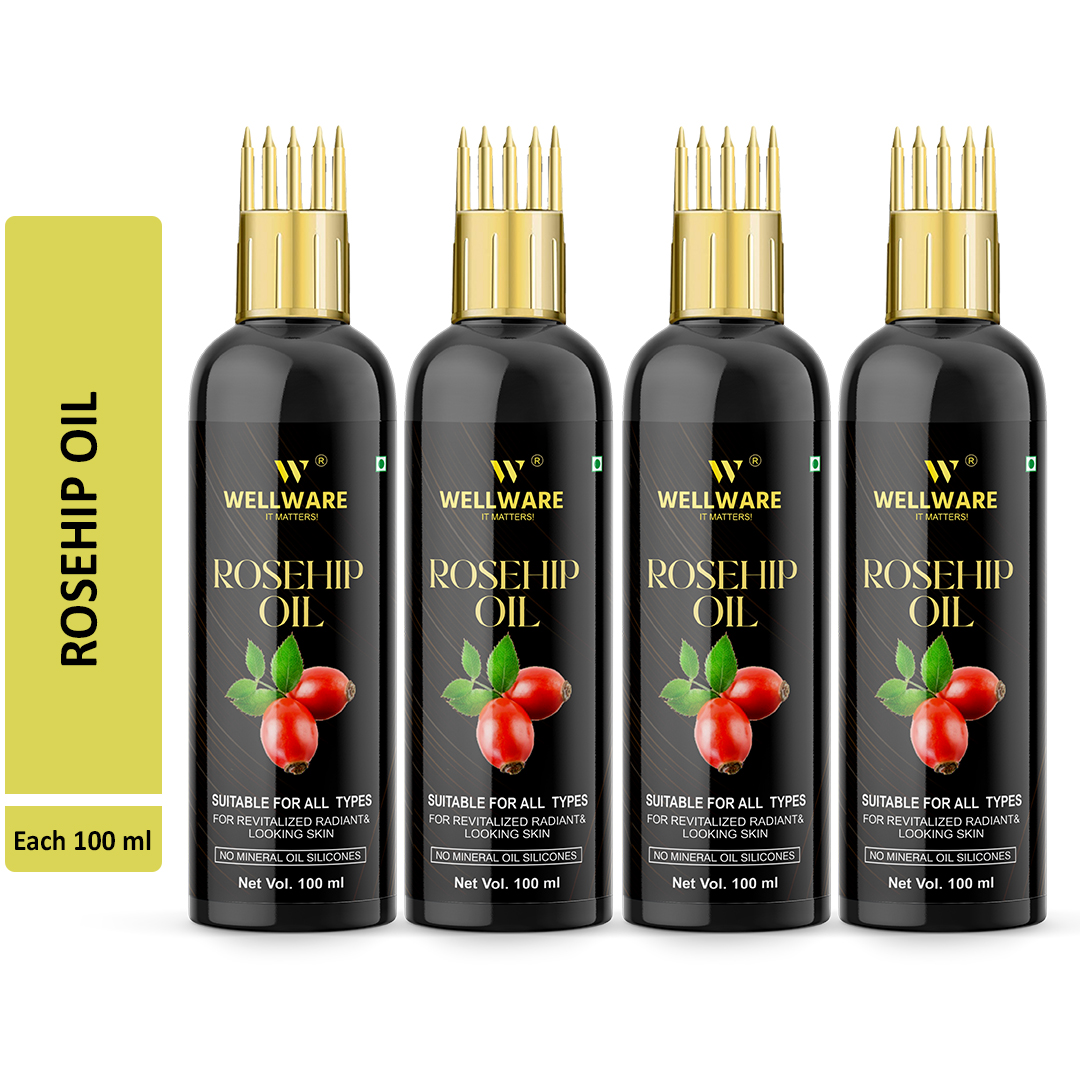 ROSEHIP OIL
Each 100 ml
W ®
WELLWARE
IT MATTERS!
ROSEHIP
OIL
SUITABLE FOR ALL TYPES
FOR REVITALIZED RADIANT&
LOOKING SKIN
NO MINERAL OIL SILICONES
Net Vol. 100 ml
W ®
WELLWARE
IT MATTERS!
ROSEHIP
OIL
SUITABLE FOR ALL TYPES
FOR REVITALIZED RADIANT&
LOOKING SKIN
NO MINERAL OIL SILICONES
Net Vol. 100 ml
W ®
WELLWARE
IT MATTERS!
ROSEHIP
OIL
SUITABLE FOR ALL TYPES
FOR REVITALIZED RADIANT&
LOOKING SKIN
NO MINERAL OIL SILICONES
Net Vol. 100 ml
W ®
WELLWARE
IT MATTERS!
ROSEHIP
OIL
SUITABLE FOR ALL TYPES
FOR REVITALIZED RADIANT&
LOOKING SKIN
NO MINERAL OIL SILICONES
Net Vol. 100 ml